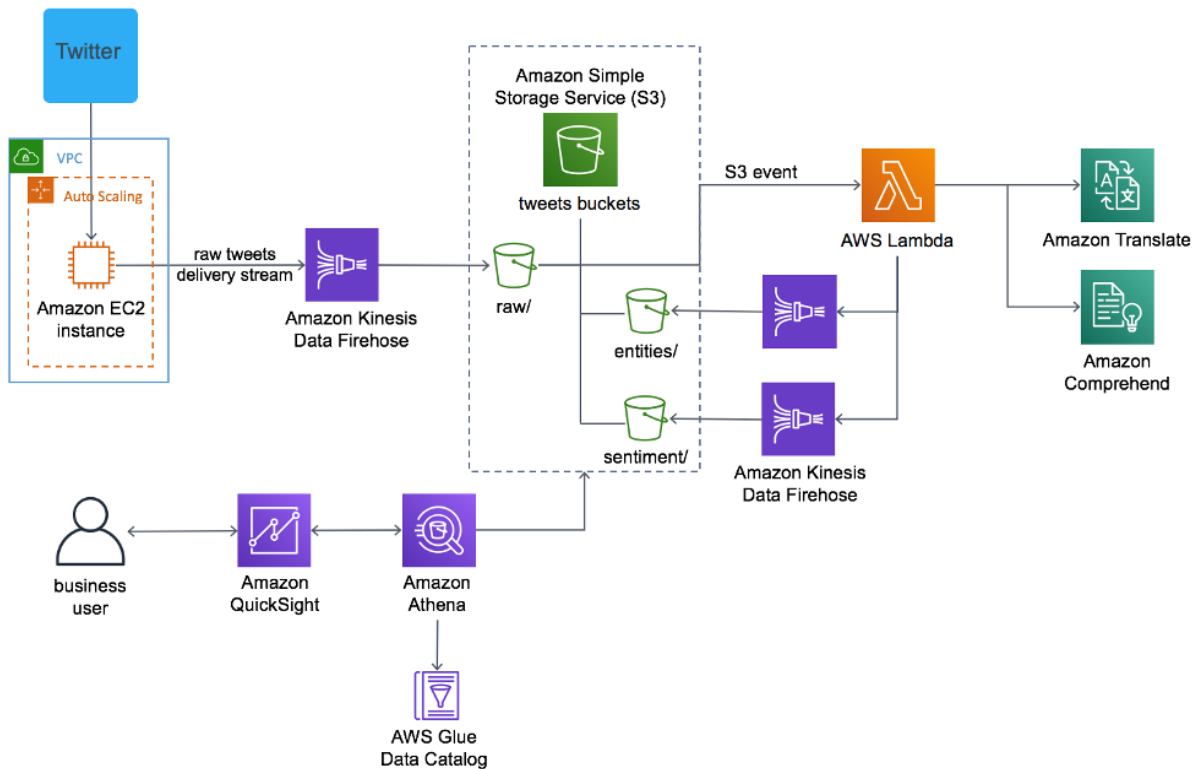 Twitter
VPC
Auto Scaling
Amazon EC2
instance
raw tweets
delivery stream
Amazon Kinesis
Data Firehose
Amazon Simple
Storage Service (S3)
tweets buckets
raw/
entities/
sentiment/
S3 event
AWS Lambda
Amazon Translate
Amazon
Comprehend
Amazon Kinesis
Data Firehose
business
user
Amazon
QuickSight
Amazon
Athena
AWS Glue
Data Catalog